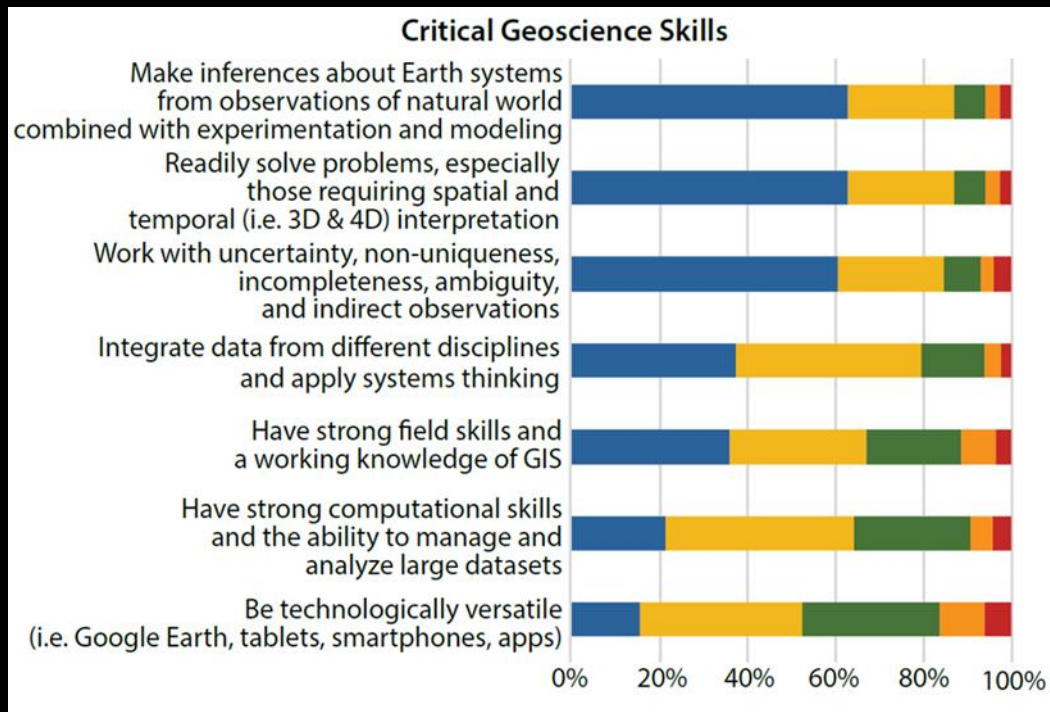 Critical Geoscience Skills
Make inferences about Earth systems
from observations of natural world
combined with experimentation and modeling
Readily solve problems, especially
those requiring spatial and
temporal (i.e. 3D & 4D) interpretation
Work with uncertainty, non-uniqueness,
incompleteness, ambiguity,
and indirect observations
Integrate data from different disciplines
and apply systems thinking
Have strong field skills and
a working knowledge of GIS
Have strong computational skills
and the ability to manage and
analyze large datasets
Be technologically versatile
(i.e. Google Earth, tablets, smartphones, apps)
0% 20% 40% 60% 80% 100%